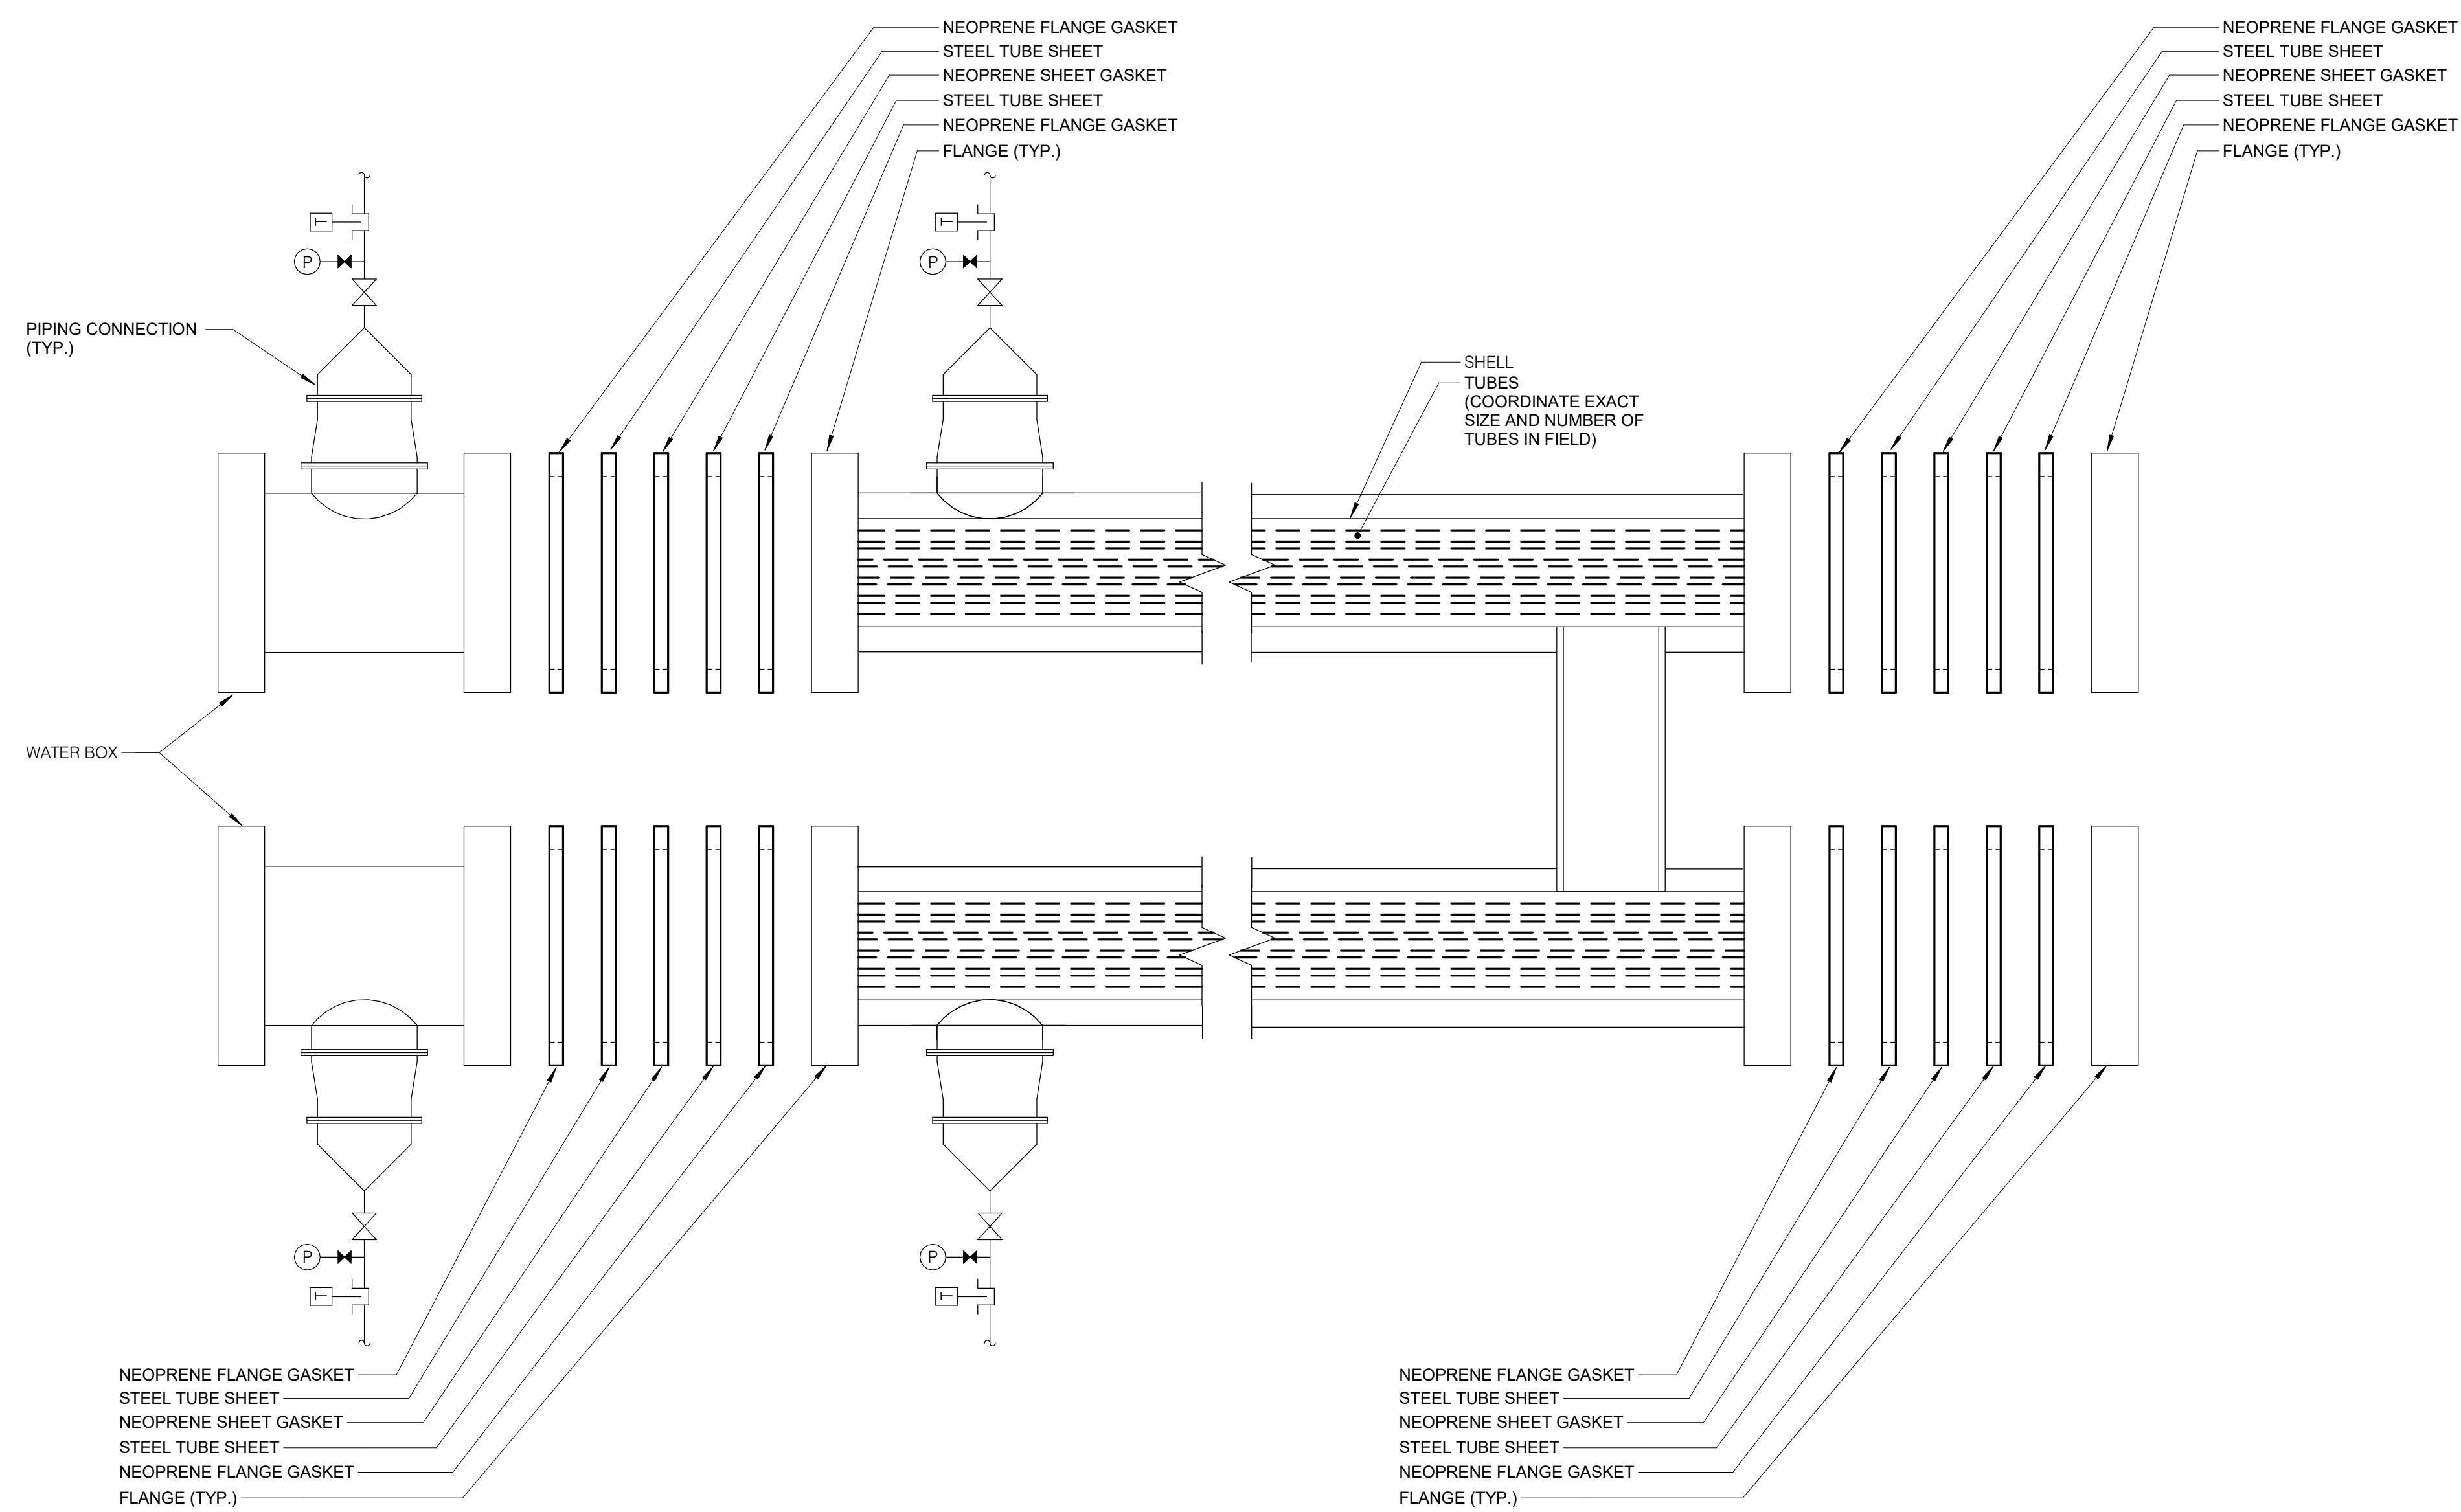 NEOPRENE FLANGE GASKET
STEEL TUBE SHEET
NEOPRENE SHEET GASKET
STEEL TUBE SHEET
NEOPRENE FLANGE GASKET
FLANGE (TYP.)
NEOPRENE FLANGE GASKET
STEEL TUBE SHEET
NEOPRENE SHEET GASKET
STEEL TUBE SHEET
NEOPRENE FLANGE GASKET
FLANGE (TYP.)
T
T
P
P
PIPING CONNECTION
(TYP.)
SHELL
TUBES
(COORDINATE EXACT
SIZE AND NUMBER OF
TUBES IN FIELD)
WATER BOX
P
P
T
T
NEOPRENE FLANGE GASKET
STEEL TUBE SHEET
NEOPRENE SHEET GASKET
STEEL TUBE SHEET
NEOPRENE FLANGE GASKET
FLANGE (TYP.)
NEOPRENE FLANGE GASKET
STEEL TUBE SHEET
NEOPRENE SHEET GASKET
STEEL TUBE SHEET
NEOPRENE FLANGE GASKET
FLANGE (TYP.)